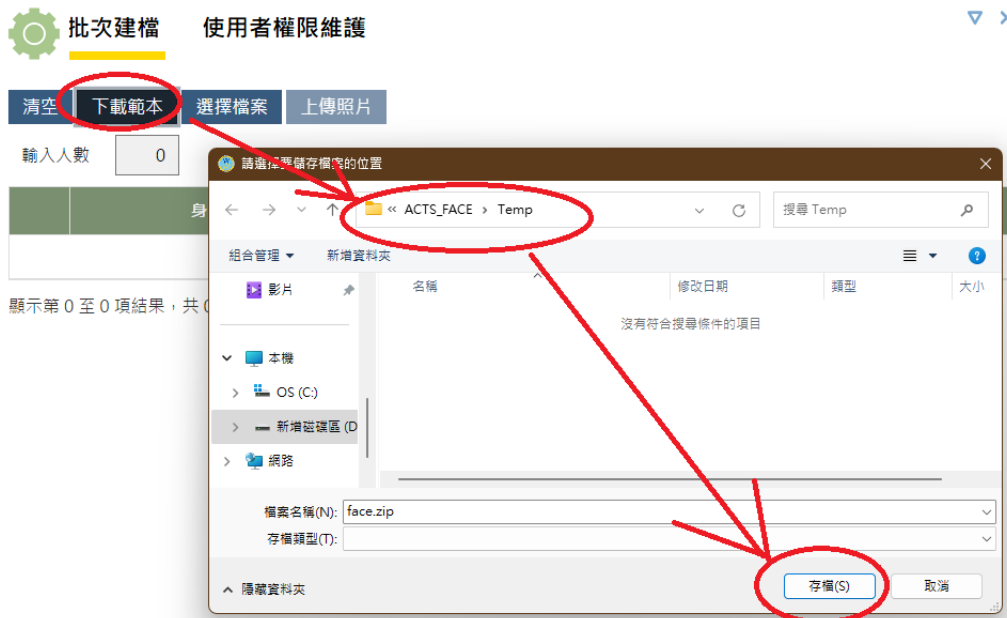 批次建檔 使用者權限維護
清空 下載範本 選擇檔案 上傳照片
輸入人數 0
請選擇要儲存檔案的位置
身
« ACTS_FACE > Temp 搜尋 Temp
組合管理 新增資料夾
影片 名稱 修改日期 類型 大小
顯示第 0 至 0 項結果，共 0
沒有符合搜尋條件的項目
本機
OS (C:)
新增磁碟區 (D
網路
檔案名稱(N): face.zip
存檔類型(T):
隱藏資料夾 存檔(S) 取消